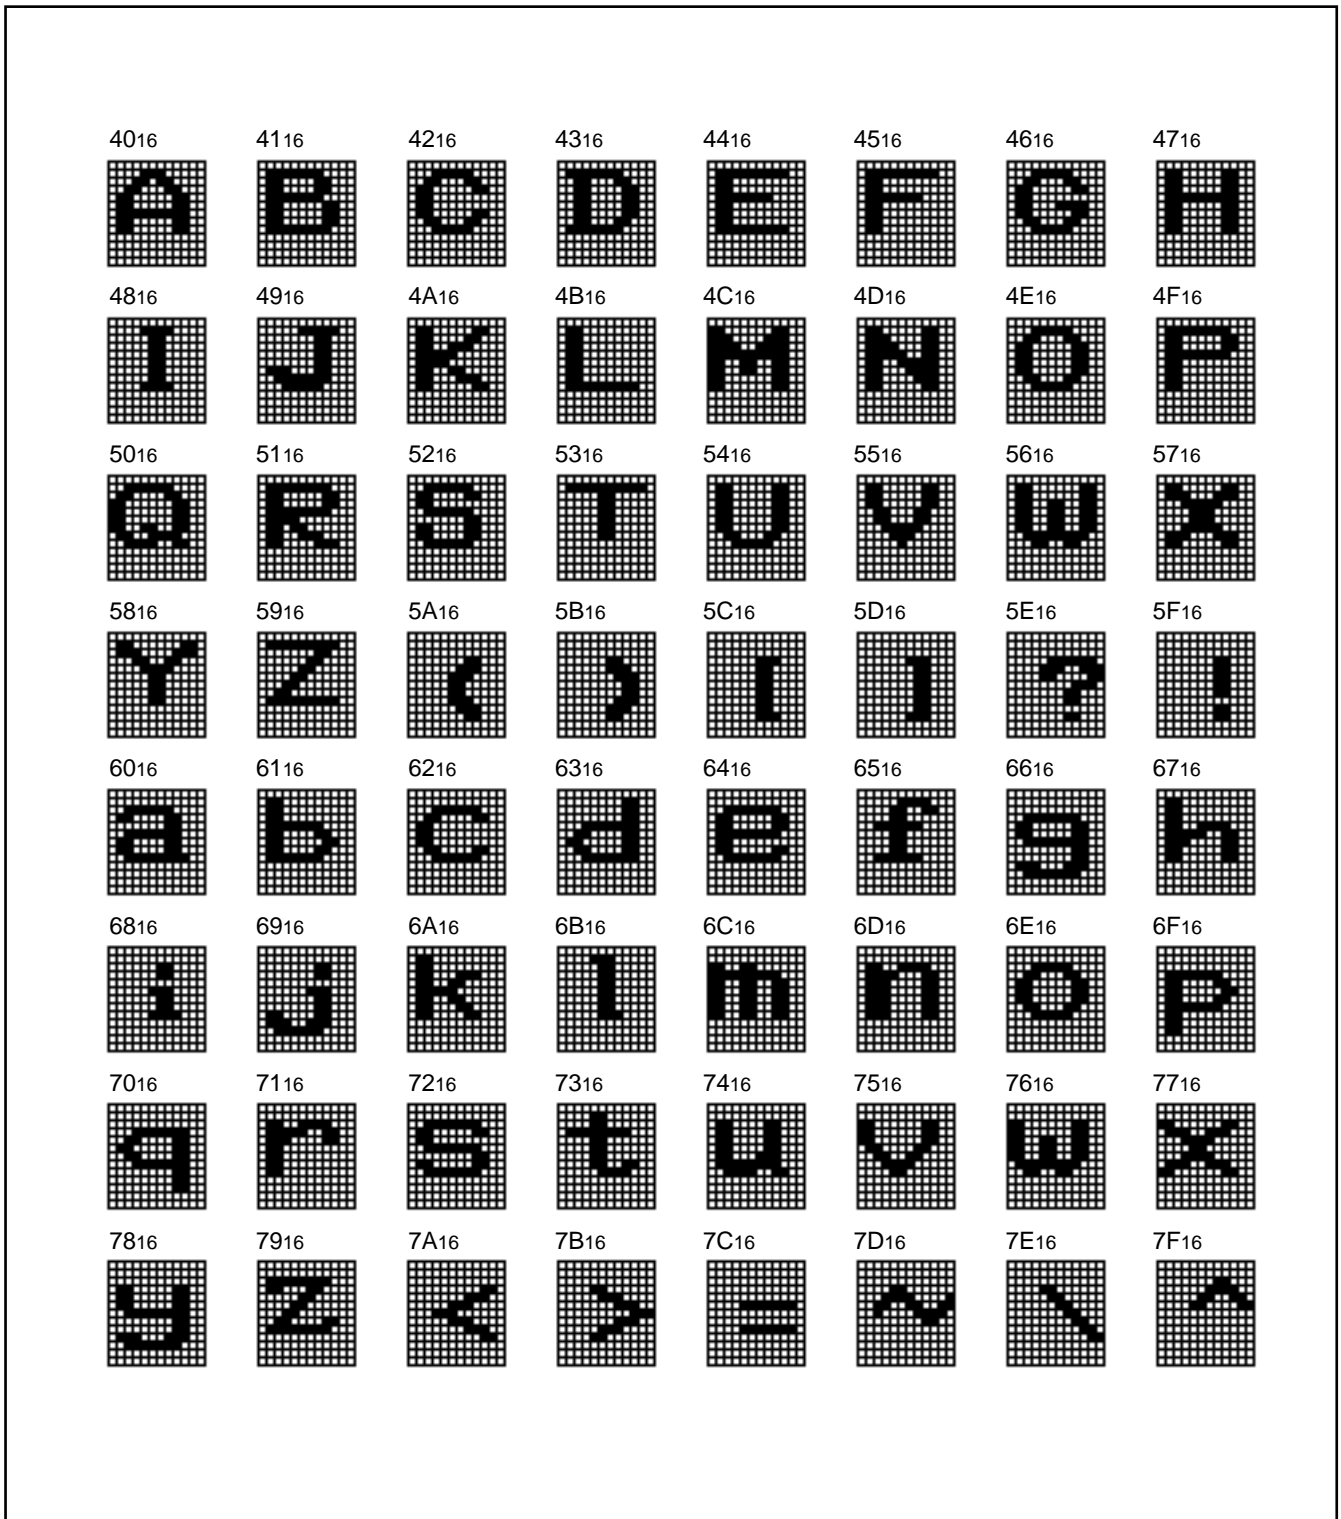 4016 4116 4216 4316 4416 4516 4616 4716
A B C D E F G H
4816 4916 4A16 4B16 4C16 4D16 4E16 4F16
I J K L M N O P
5016 5116 5216 5316 5416 5516 5616 5716
Q R S T U V W X
5816 5916 5A16 5B16 5C16 5D16 5E16 5F16
Y Z ( ) [ ] ? !
6016 6116 6216 6316 6416 6516 6616 6716
a b c d e f g h
6816 6916 6A16 6B16 6C16 6D16 6E16 6F16
i j k l m n o p
7016 7116 7216 7316 7416 7516 7616 7716
q r s t u v w x
7816 7916 7A16 7B16 7C16 7D16 7E16 7F16
y z < > = ~ \ ^